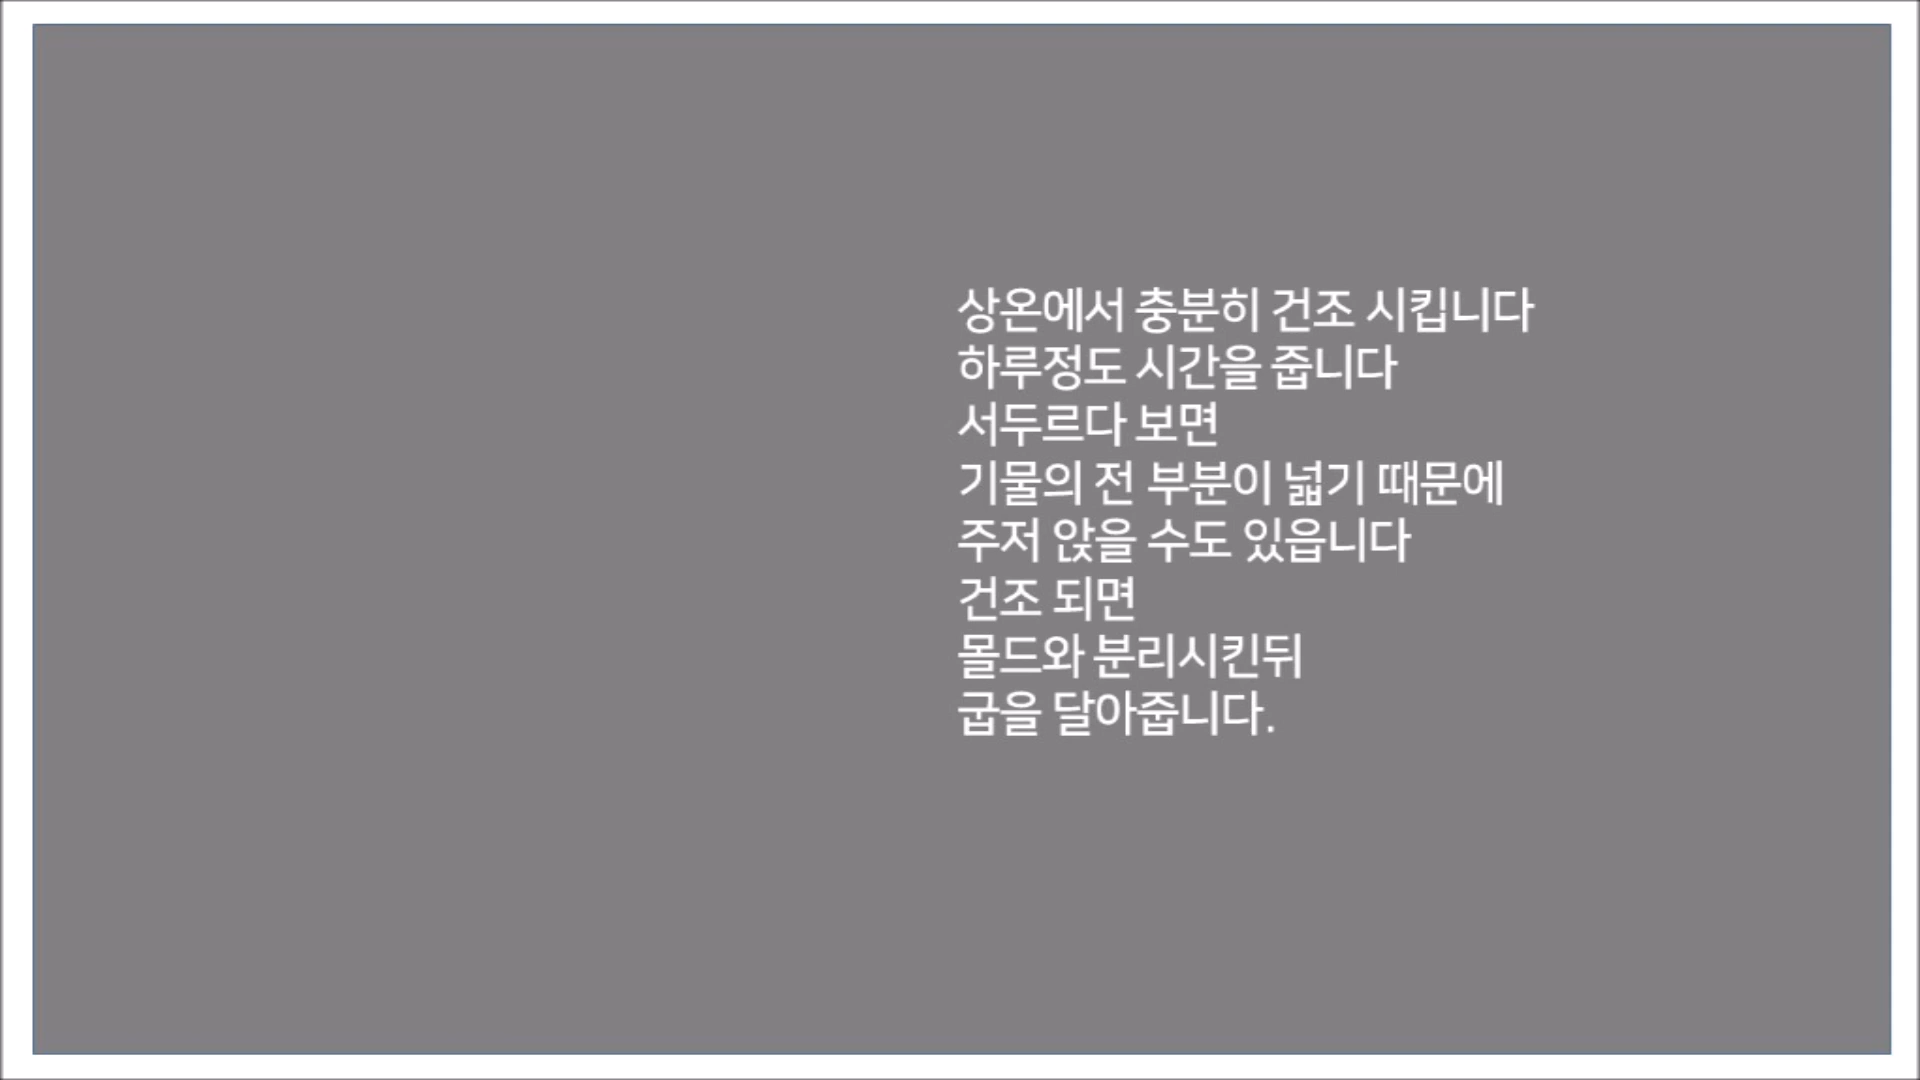 상온에서 충분히 건조 시킵니다
하루정도 시간을 줍니다
서두르다 보면
기물의 전 부분이 넓기 때문에
주저 앉을 수도 있읍니다
건조 되면
몰드와 분리시킨뒤
굽을 달아줍니다.